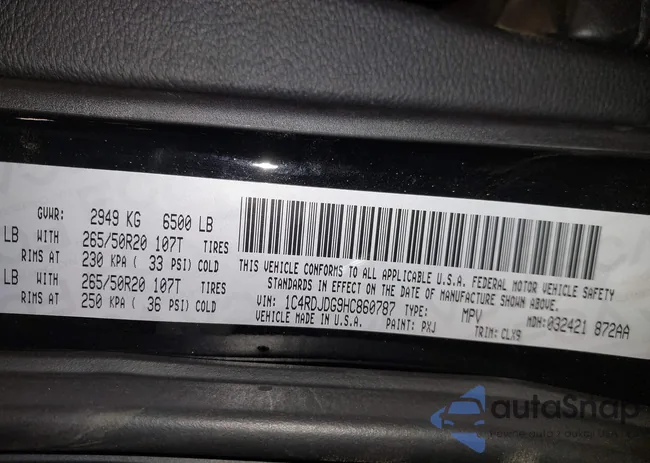 GVWR: 2949 KG 6500 LB
LB WITH 265/50R20 107T TIRES
RIMS AT 230 KPA ( 33 PSI) COLD
LB WITH 265/50R20 107T TIRES
RIMS AT 250 KPA ( 36 PSI) COLD
THIS VEHICLE CONFORMS TO ALL APPLICABLE U.S.A. FEDERAL MOTOR VEHICLE SAFETY
STANDARDS IN EFFECT ON THE DATE OF MANUFACTURE SHOWN ABOVE.
VIN: 1C4RDJDG9HC860787 TYPE: MPV MDH: 032421 872AA
VEHICLE MADE IN U.S.A. PAINT: PXJ TRIM: CLX9
autoSnap